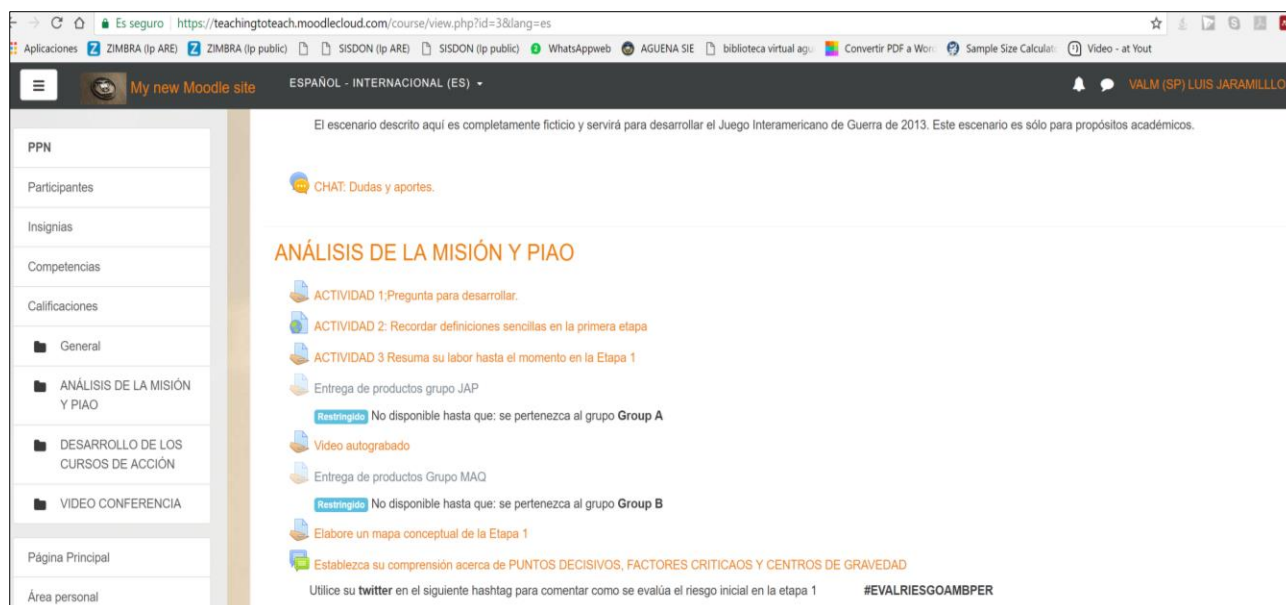 Es seguro https://teachingtoteach.moodlecloud.com/course/view.php?id=3&lang=es
Aplicaciones ZIMBRA (Ip ARE) ZIMBRA (Ip public) SISDON (Ip ARE) SISDON (Ip public) WhatsAppweb AGUENA SIE biblioteca virtual agu Convertir PDF a Wor Sample Size Calculat Video - at Yout
My new Moodle site ESPAÑOL - INTERNACIONAL (ES) VALM (SP) LUIS JARAMILLLO
PPN
Participantes
Insignias
Competencias
Calificaciones
General
ANÁLISIS DE LA MISIÓN
Y PIAO
DESARROLLO DE LOS
CURSOS DE ACCIÓN
VIDEO CONFERENCIA
Página Principal
Área personal
El escenario descrito aquí es completamente ficticio y servirá para desarrollar el Juego Interamericano de Guerra de 2013. Este escenario es sólo para propósitos académicos.
CHAT: Dudas y aportes.
ANÁLISIS DE LA MISIÓN Y PIAO
ACTIVIDAD 1;Pregunta para desarrollar.
ACTIVIDAD 2: Recordar definiciones sencillas en la primera etapa
ACTIVIDAD 3 Resuma su labor hasta el momento en la Etapa 1
Entrega de productos grupo JAP
Restringido No disponible hasta que: se pertenezca al grupo Group A
Video autograbado
Entrega de productos Grupo MAQ
Restringido No disponible hasta que: se pertenezca al grupo Group B
Elabore un mapa conceptual de la Etapa 1
Establezca su comprensión acerca de PUNTOS DECISIVOS, FACTORES CRITICAOS Y CENTROS DE GRAVEDAD
Utilice su twitter en el siguiente hashtag para comentar como se evalúa el riesgo inicial en la etapa 1 #EVALRIESGOAMBPER